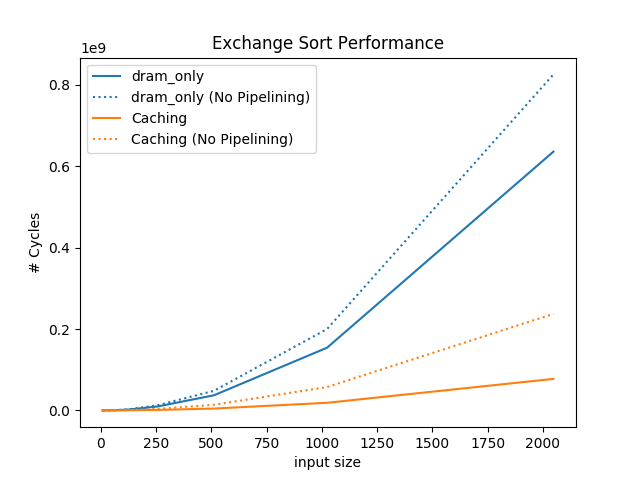 Exchange Sort Performance
1e9
dram_only
dram_only (No Pipelining)
Caching
Caching (No Pipelining)
0.8
0.6
0.4
0.2
0.0
# Cycles
0 250 500 750 1000 1250 1500 1750 2000
input size